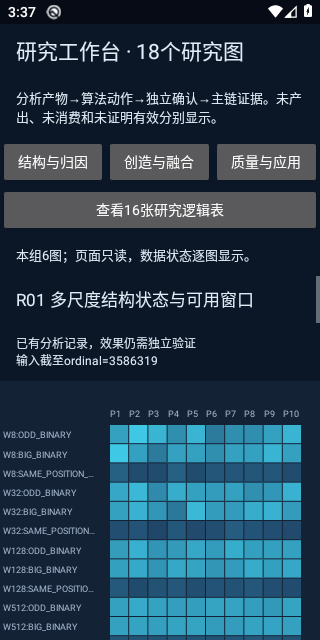 3:37
研究工作台 · 18个研究图
分析产物→算法动作→独立确认→主链证据。未产
出、未消费和未证明有效分别显示。
结构与归因
创造与融合
质量与应用
查看16张研究逻辑表
本组6图；页面只读，数据状态逐图显示。
R01 多尺度结构状态与可用窗口
已有分析记录，效果仍需独立验证
输入截至ordinal=3586319
P1 P2 P3 P4 P5 P6 P7 P8 P9 P10
W8:ODD_BINARY
W8:BIG_BINARY
W8:SAME_POSITION_...
W32:ODD_BINARY
W32:BIG_BINARY
W32:SAME_POSITION...
W128:ODD_BINARY
W128:BIG_BINARY
W128:SAME_POSITIO...
W512:ODD_BINARY
W512:BIG_BINARY